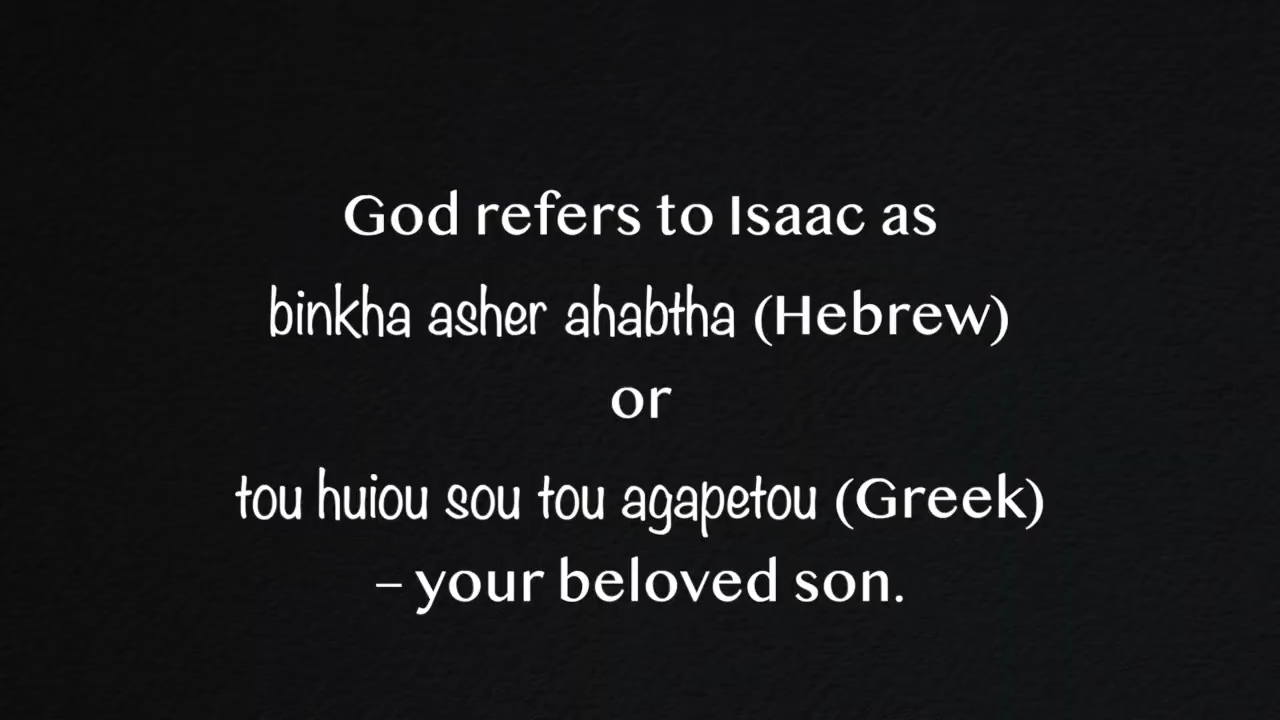 God refers to Isaac as
binkha asher ahabtha (Hebrew)
or
tou huiou sou tou agapetou (Greek)
– your beloved son.